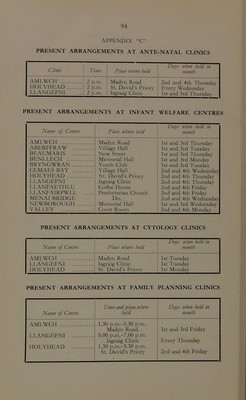 94
APPENDIX "C"
PRESENT ARRANGEMENTS AT ANTE-NATAL CLINICS
Clinic Time Place where held Days when held in month
AMLWCH 2 p.m. Madyn Road 2nd and 4th Thursday
HOLYHEAD 2 p.m. St. David's Priory Every Wednesday
LLANGEFNI 2 p.m. Isgraig Clinic 1st and 3rd Thursday
PRESENT ARRANGEMENTS AT INFANT WELFARE CENTRES
Name of Centre Place where held Days when held in month
AMLWCH Madyn Road 1st and 3rd Thursday
ABERFFRAW Village Hall 1st and 3rd Tuesday
BEAUMARIS New Street 1st and 3rd Thursday
BENLLECH Memorial Hall 1st and 3rd Monday
BRYNGWRAN Youth Club 1st and 3rd Tuesday
CEMAES BAY Village Hall 2nd and 4th Wednesday
HOLYHEAD St. David's Priory 2nd and 4th Thursday
LLANGEFNI Isgraig Clinic 2nd and 4th Thursday
LLANFAETHLU Coffee House 2nd and 4th Friday
LLANFAIRPWLL Presbyterian Church 2nd and 4th Friday
MENAI BRIDGE Do. 2nd and 4th Wednesday
NEWBOROUGH Memorial Hall 1st and 3rd Wednesday
VALLEY Court Room 2nd and 4th Monday
PRESENT ARRANGEMENTS AT CYTOLOGY CLINICS
Name of Centre Place where held Days when held in month
AMLWCH Madyn Road 1st Tuesday
LLANGEFNI Isgraig Clinic 1st Tuesday
HOLYHEAD St. David's Priory 1st Monday
PRESENT ARRANGEMENTS AT FAMILY PLANNING CLINICS
Name of Centre Time and place where held Days when held in month
AMLWCH 1.30 p.m.–3.30 p.m.
Madyn Road 1st and 3rd Friday
LLANGEFNI 5.00 p.m.–7.00 p.m.
Isgraig Clinic Every Thursday
HOLYHEAD 1.30 p.m.–3.30 p.m.
St. David's Priory 2nd and 4th Friday